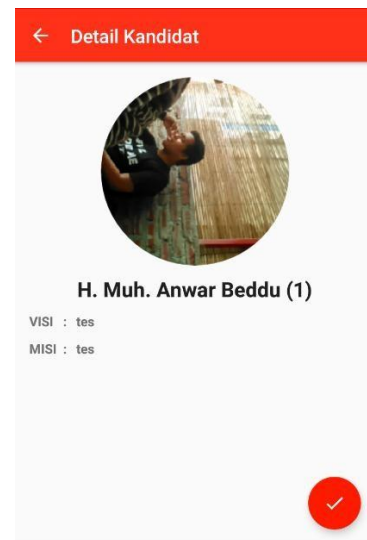 Detail Kandidat
H. Muh. Anwar Beddu (1)
VISI : tes
MISI : tes